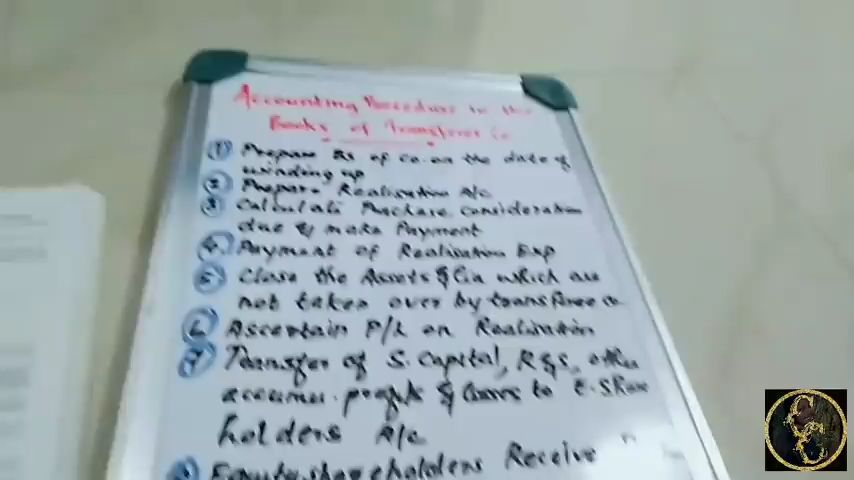 Accounting Procedure in the
Books of Transferor Co
① Prepare Bs of Co. on the date of
winding up
② Prepare Realisation A/c
③ Calculate Purchase consideration
due & make Payment
④ Payment of Realisation Exp
⑤ Close the Assets & Lia which are
not taken over by transferee co
⑥ Ascertain P/L on Realisation
⑦ Transfer of S. Capital, R&S, other
accumu. profits & losses to E. Share
holders A/c
Equity shareholders Receive